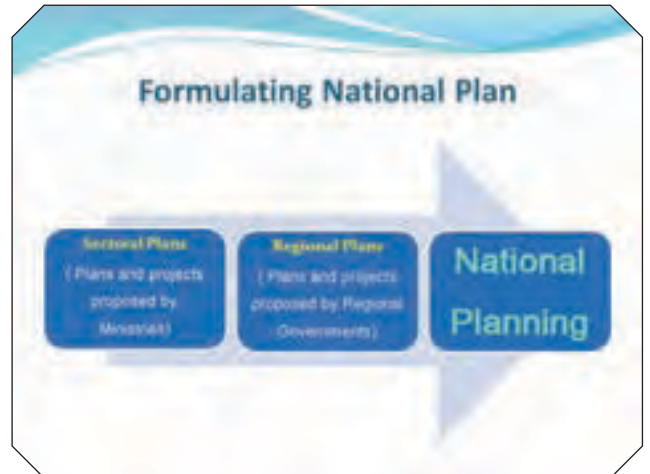 Formulating National Plan
Sectoral Plans
( Plans and projects
proposed by
Ministries)
Regional Plans
( Plans and projects
proposed by Regional
Governments)
National
Planning